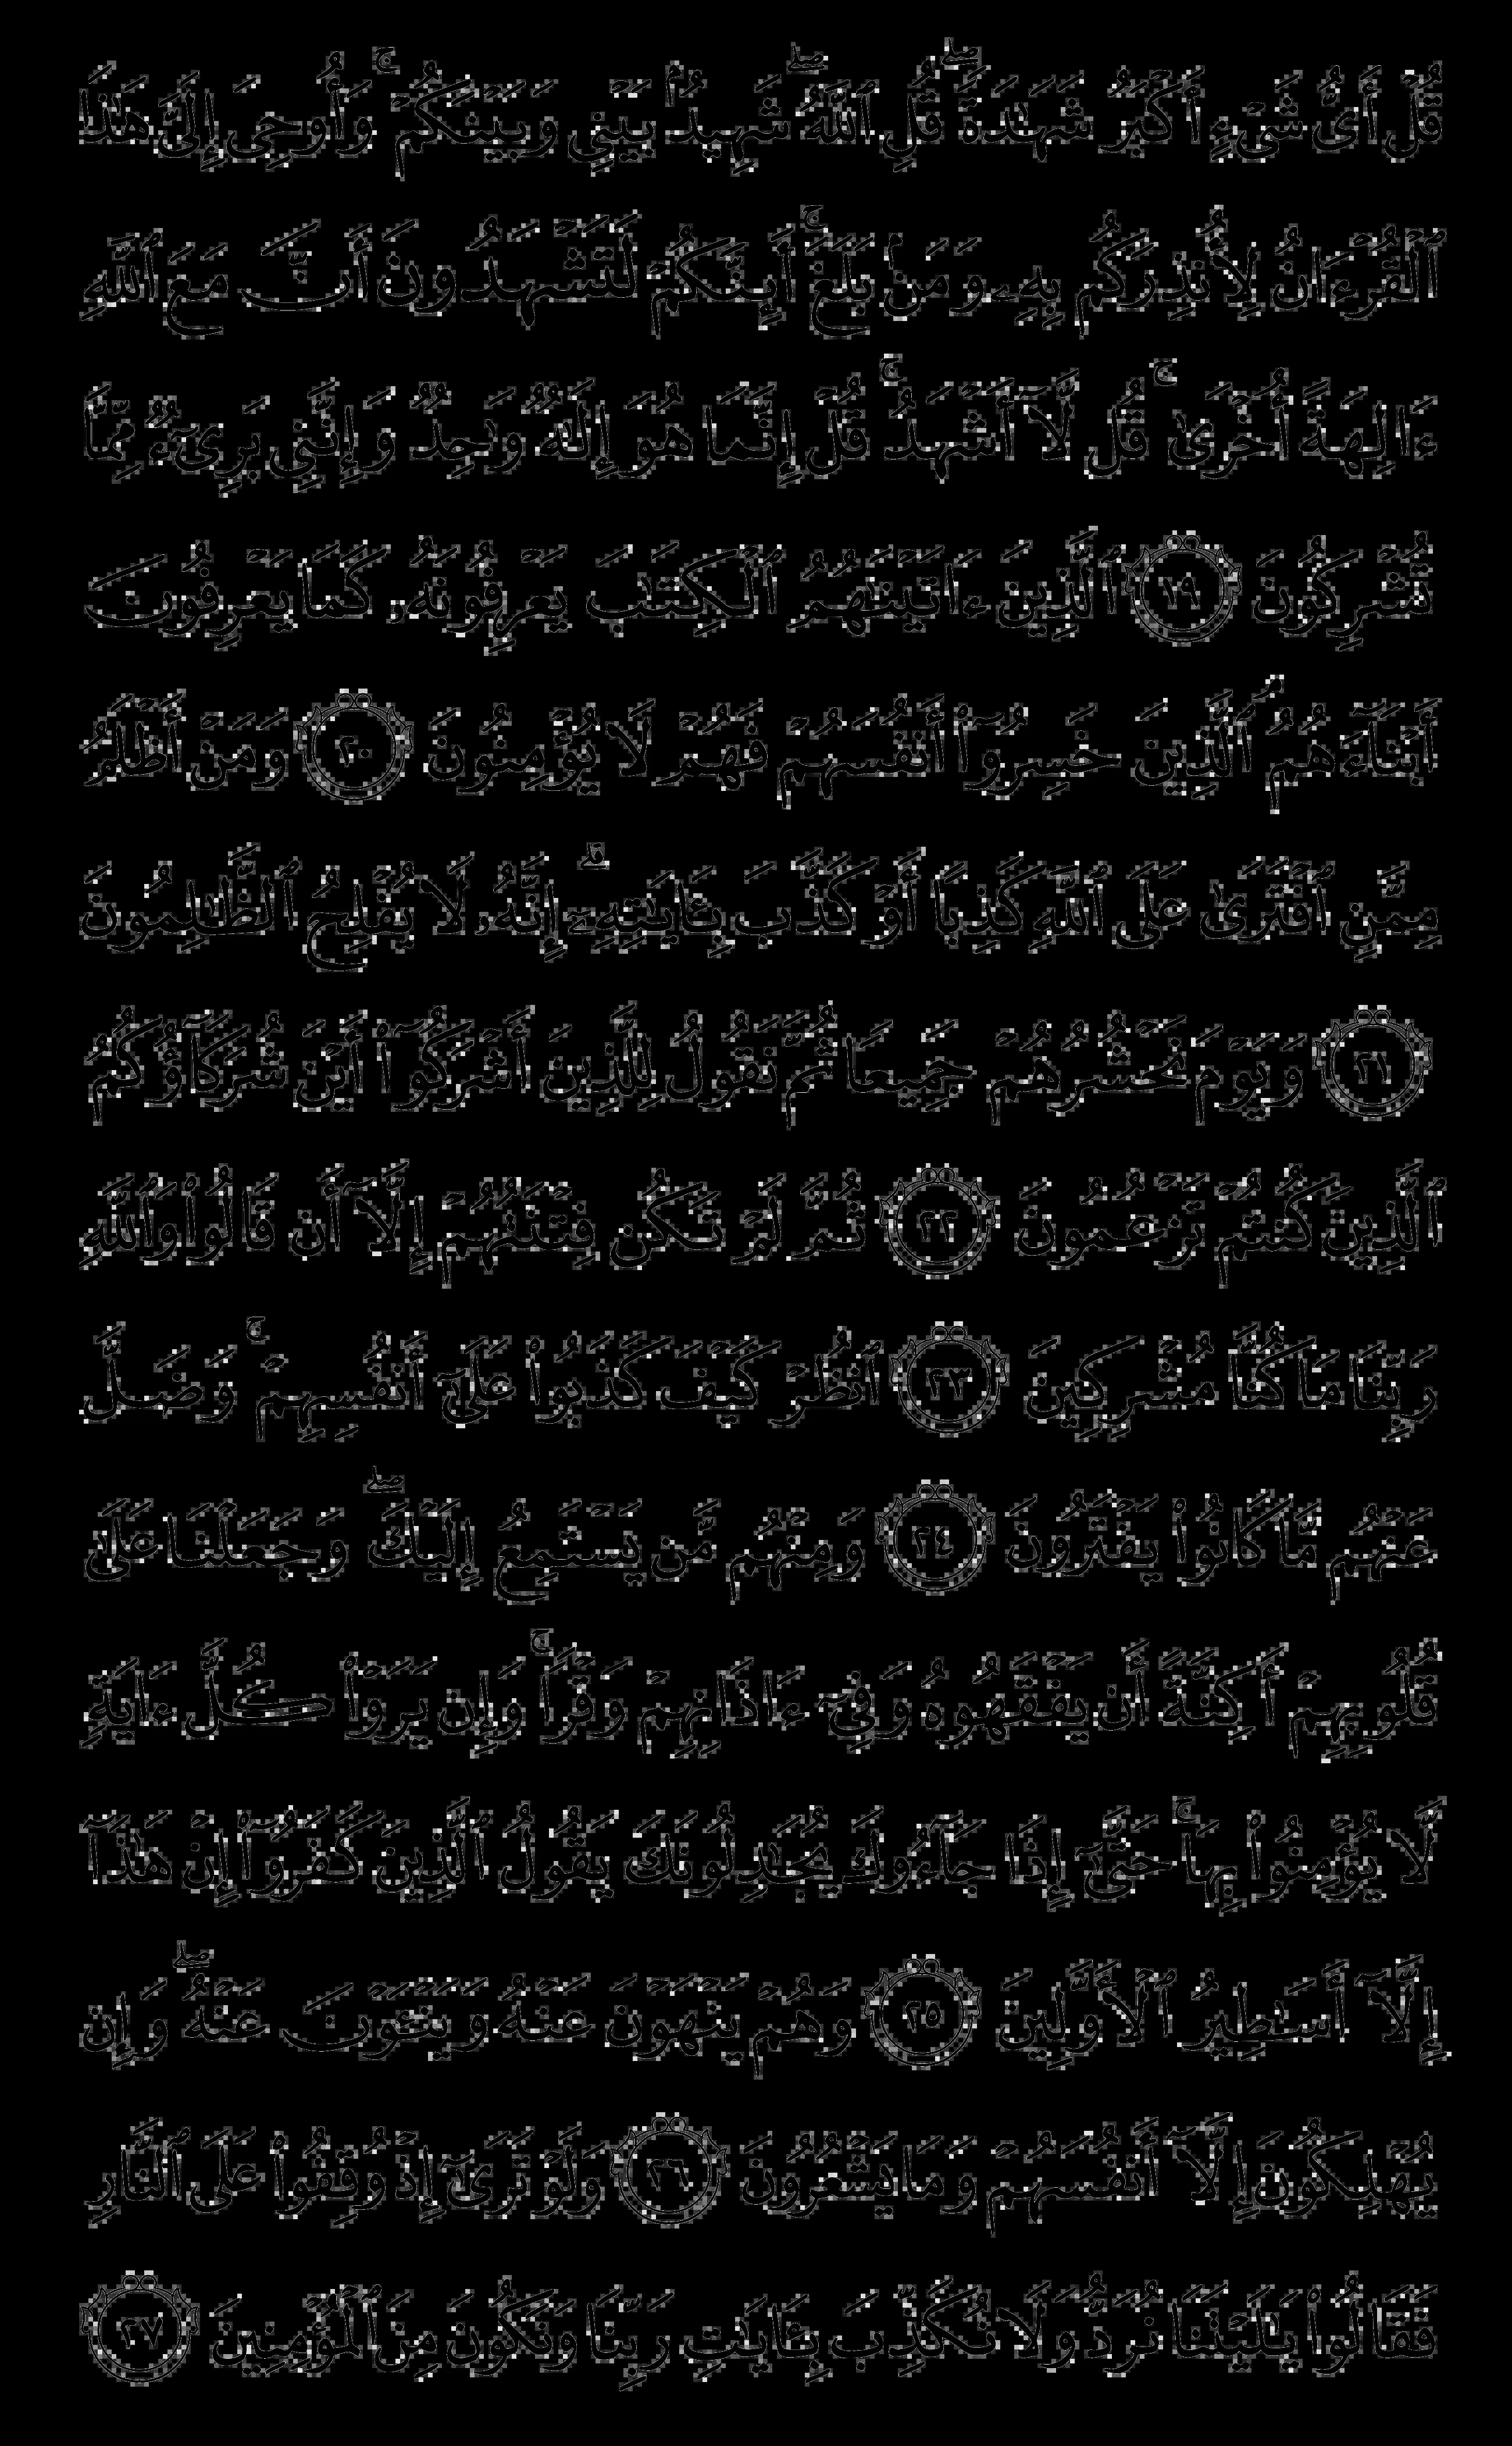 قُلْ أَىُّ شَىْءٍ أَكْبَرُ شَهَٰدَةً ۖ قُلِ ٱللَّهُ ۖ شَهِيدٌۢ بَيْنِى وَبَيْنَكُمْ ۚ وَأُوحِىَ إِلَىَّ هَٰذَا
ٱلْقُرْءَانُ لِأُنذِرَكُم بِهِۦ وَمَنۢ بَلَغَ ۚ أَئِنَّكُمْ لَتَشْهَدُونَ أَنَّ مَعَ ٱللَّهِ
ءَالِهَةً أُخْرَىٰ ۚ قُل لَّآ أَشْهَدُ ۚ قُلْ إِنَّمَا هُوَ إِلَٰهٌ وَٰحِدٌ وَإِنَّنِى بَرِىٓءٌ مِّمَّا
تُشْرِكُونَ ١٩ ٱلَّذِينَ ءَاتَيْنَٰهُمُ ٱلْكِتَٰبَ يَعْرِفُونَهُۥ كَمَا يَعْرِفُونَ
أَبْنَآءَهُمُ ۘ ٱلَّذِينَ خَسِرُوٓا۟ أَنفُسَهُمْ فَهُمْ لَا يُؤْمِنُونَ ٢٠ وَمَنْ أَظْلَمُ
مِمَّنِ ٱفْتَرَىٰ عَلَى ٱللَّهِ كَذِبًا أَوْ كَذَّبَ بِـَٔايَٰتِهِۦٓ ۗ إِنَّهُۥ لَا يُفْلِحُ ٱلظَّٰلِمُونَ
٢١ وَيَوْمَ نَحْشُرُهُمْ جَمِيعًا ثُمَّ نَقُولُ لِلَّذِينَ أَشْرَكُوٓا۟ أَيْنَ شُرَكَآؤُكُمُ
ٱلَّذِينَ كُنتُمْ تَزْعُمُونَ ٢٢ ثُمَّ لَمْ تَكُن فِتْنَتُهُمْ إِلَّآ أَن قَالُوا۟ وَٱللَّهِ
رَبِّنَا مَا كُنَّا مُشْرِكِينَ ٢٣ ٱنظُرْ كَيْفَ كَذَبُوا۟ عَلَىٰٓ أَنفُسِهِمْ ۚ وَضَلَّ
عَنْهُم مَّا كَانُوا۟ يَفْتَرُونَ ٢٤ وَمِنْهُم مَّن يَسْتَمِعُ إِلَيْكَ ۖ وَجَعَلْنَا عَلَىٰ
قُلُوبِهِمْ أَكِنَّةً أَن يَفْقَهُوهُ وَفِىٓ ءَاذَانِهِمْ وَقْرًا ۚ وَإِن يَرَوْا۟ كُلَّ ءَايَةٍ
لَّا يُؤْمِنُوا۟ بِهَا ۚ حَتَّىٰٓ إِذَا جَآءُوكَ يُجَٰدِلُونَكَ يَقُولُ ٱلَّذِينَ كَفَرُوٓا۟ إِنْ هَٰذَآ
إِلَّآ أَسَٰطِيرُ ٱلْأَوَّلِينَ ٢٥ وَهُمْ يَنْهَوْنَ عَنْهُ وَيَنْـَٔوْنَ عَنْهُ ۖ وَإِن
يُهْلِكُونَ إِلَّآ أَنفُسَهُمْ وَمَا يَشْعُرُونَ ٢٦ وَلَوْ تَرَىٰٓ إِذْ وُقِفُوا۟ عَلَى ٱلنَّارِ
فَقَالُوا۟ يَٰلَيْتَنَا نُرَدُّ وَلَا نُكَذِّبَ بِـَٔايَٰتِ رَبِّنَا وَنَكُونَ مِنَ ٱلْمُؤْمِنِينَ ٢٧